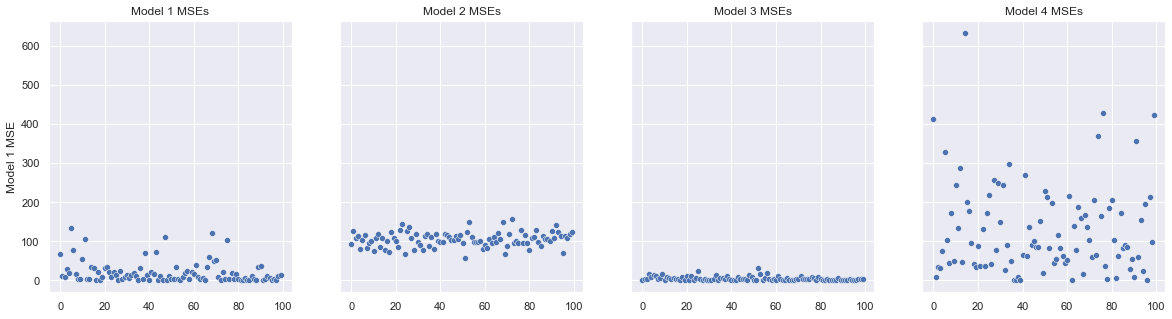 Model 1 MSEs
Model 2 MSEs
Model 3 MSEs
Model 4 MSEs
Model 1 MSE
600
500
400
300
200
100
0
0 20 40 60 80 100
0 20 40 60 80 100
0 20 40 60 80 100
0 20 40 60 80 100